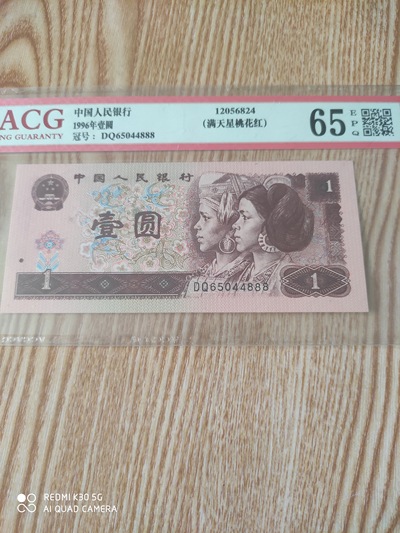 ACG
NG GUARANTY
中国人民银行
1996年壹圆
冠号：DQ65044888
12056824
(满天星桃花红)
65
E
P
Q
中国人民银行
壹圆
1
1
1
DQ65044888
REDMI K30 5G
AI QUAD CAMERA